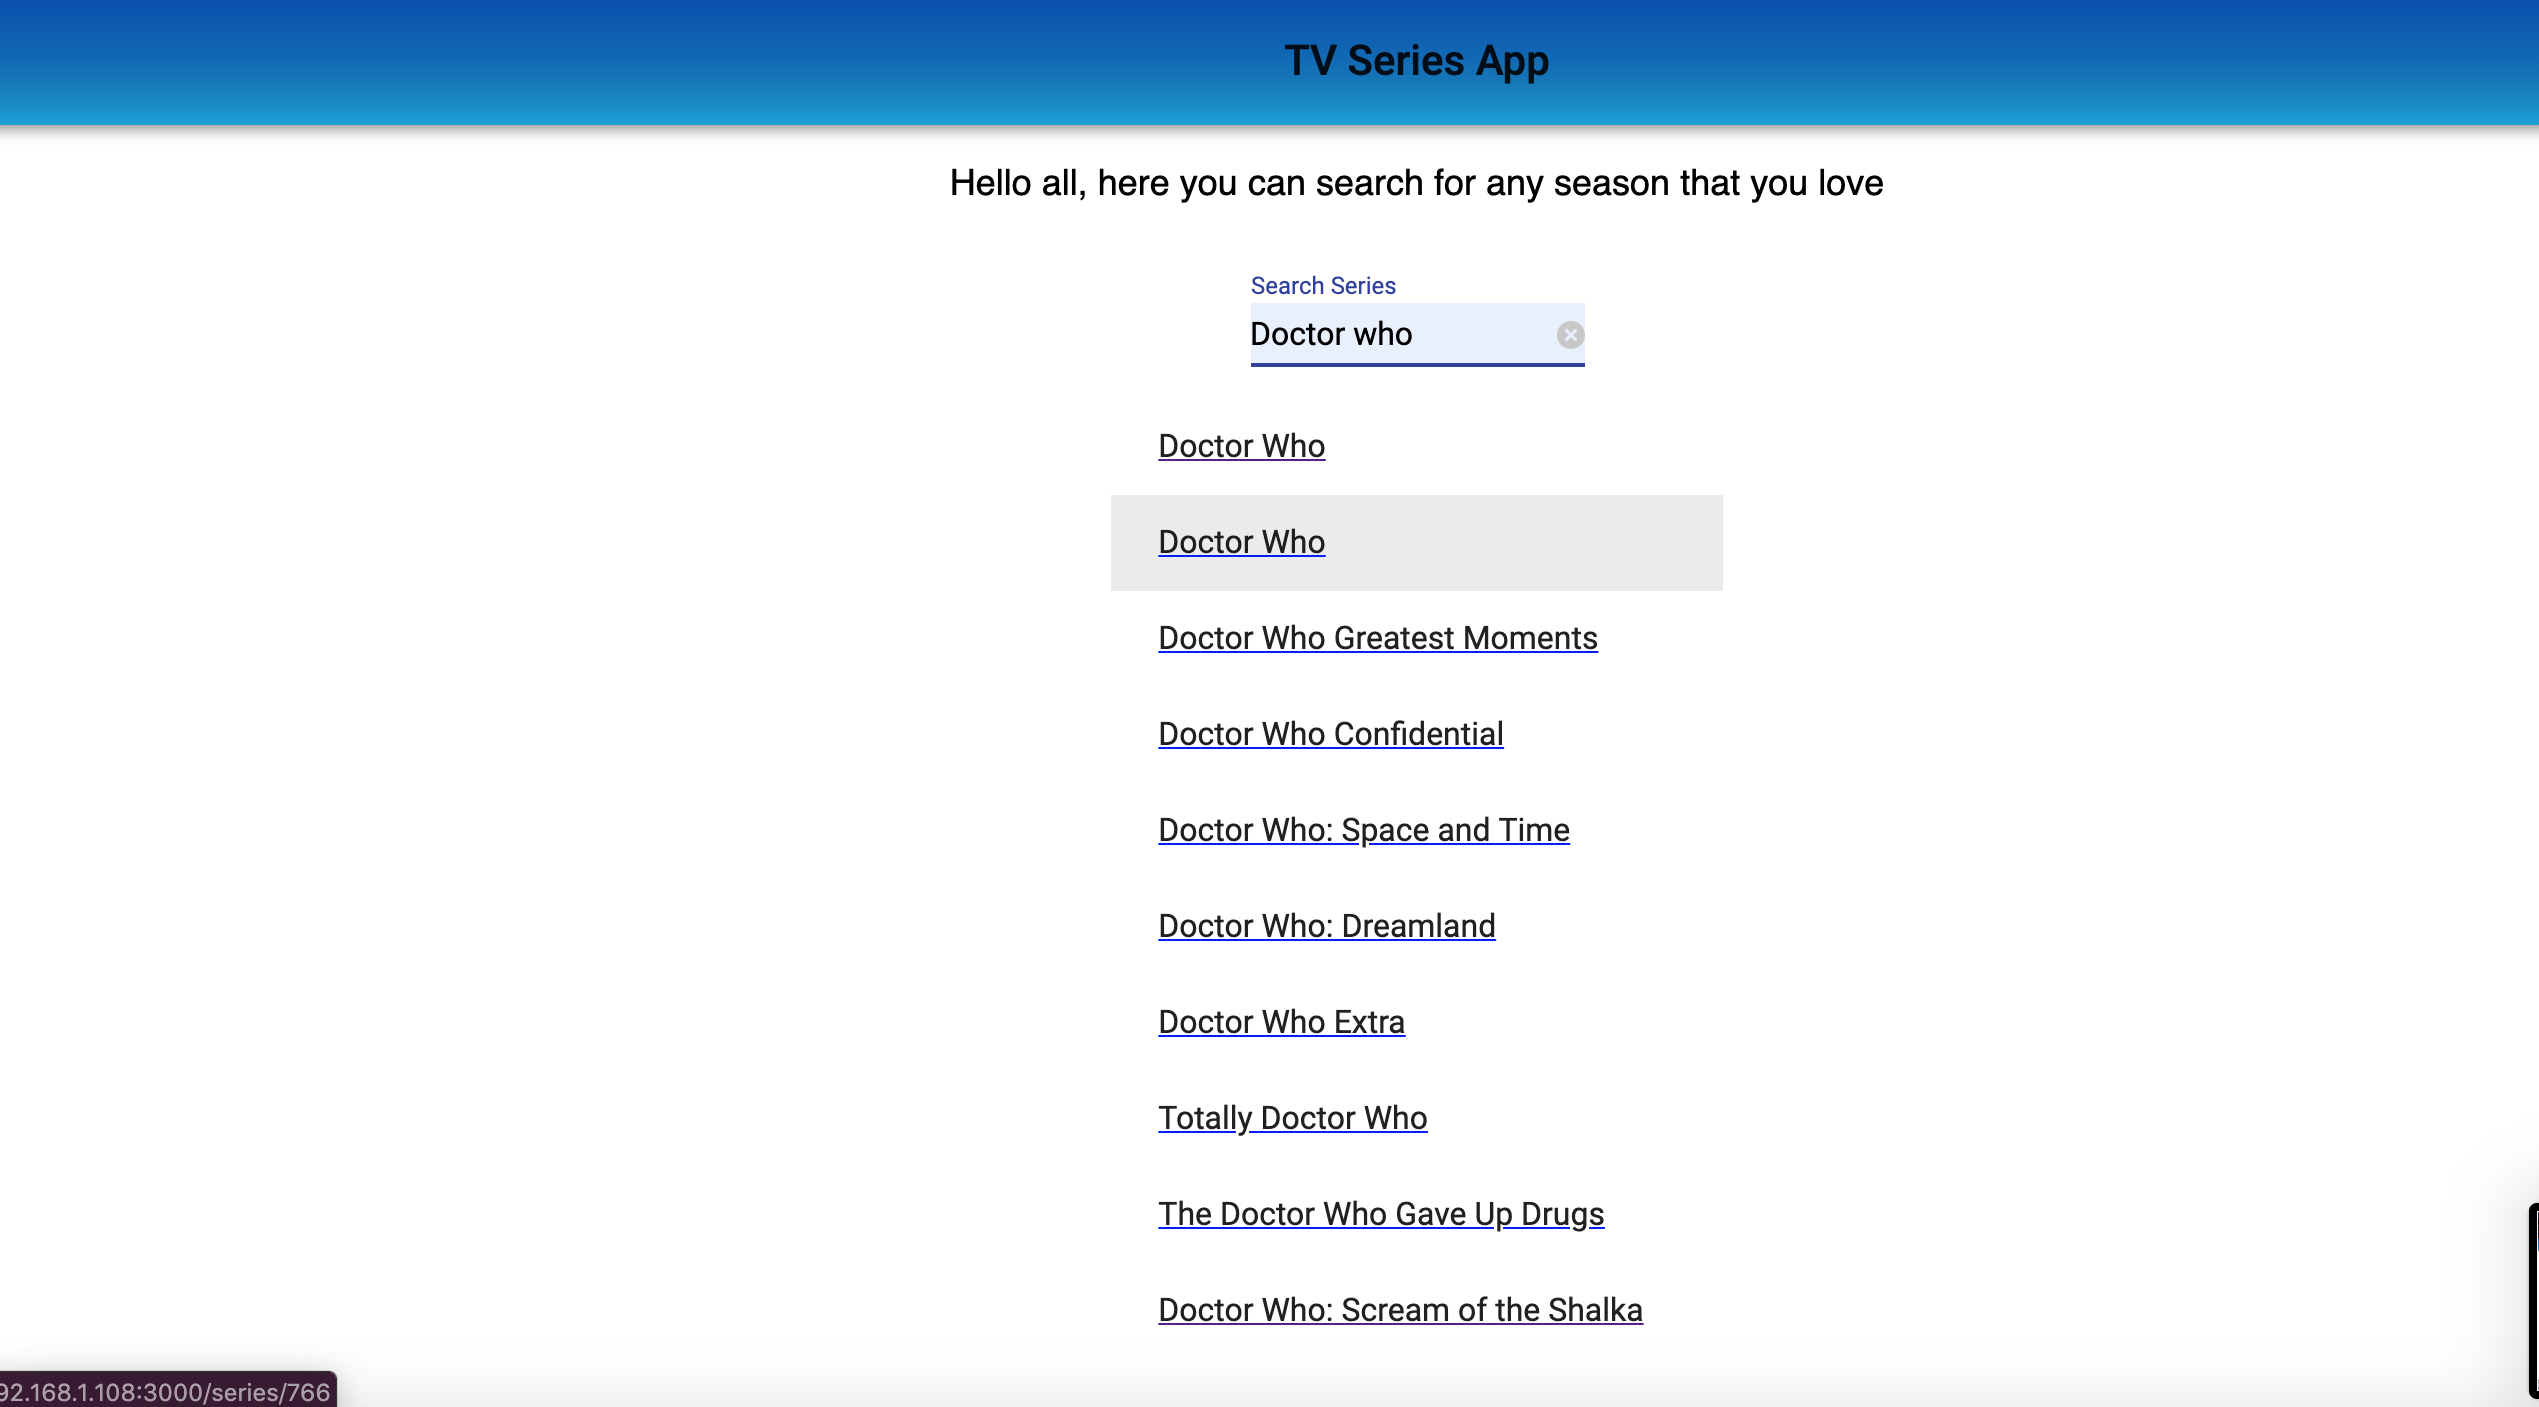 TV Series App
Hello all, here you can search for any season that you love
Search Series
Doctor who
Doctor Who
Doctor Who
Doctor Who Greatest Moments
Doctor Who Confidential
Doctor Who: Space and Time
Doctor Who: Dreamland
Doctor Who Extra
Totally Doctor Who
The Doctor Who Gave Up Drugs
Doctor Who: Scream of the Shalka
92.168.1.108:3000/series/766